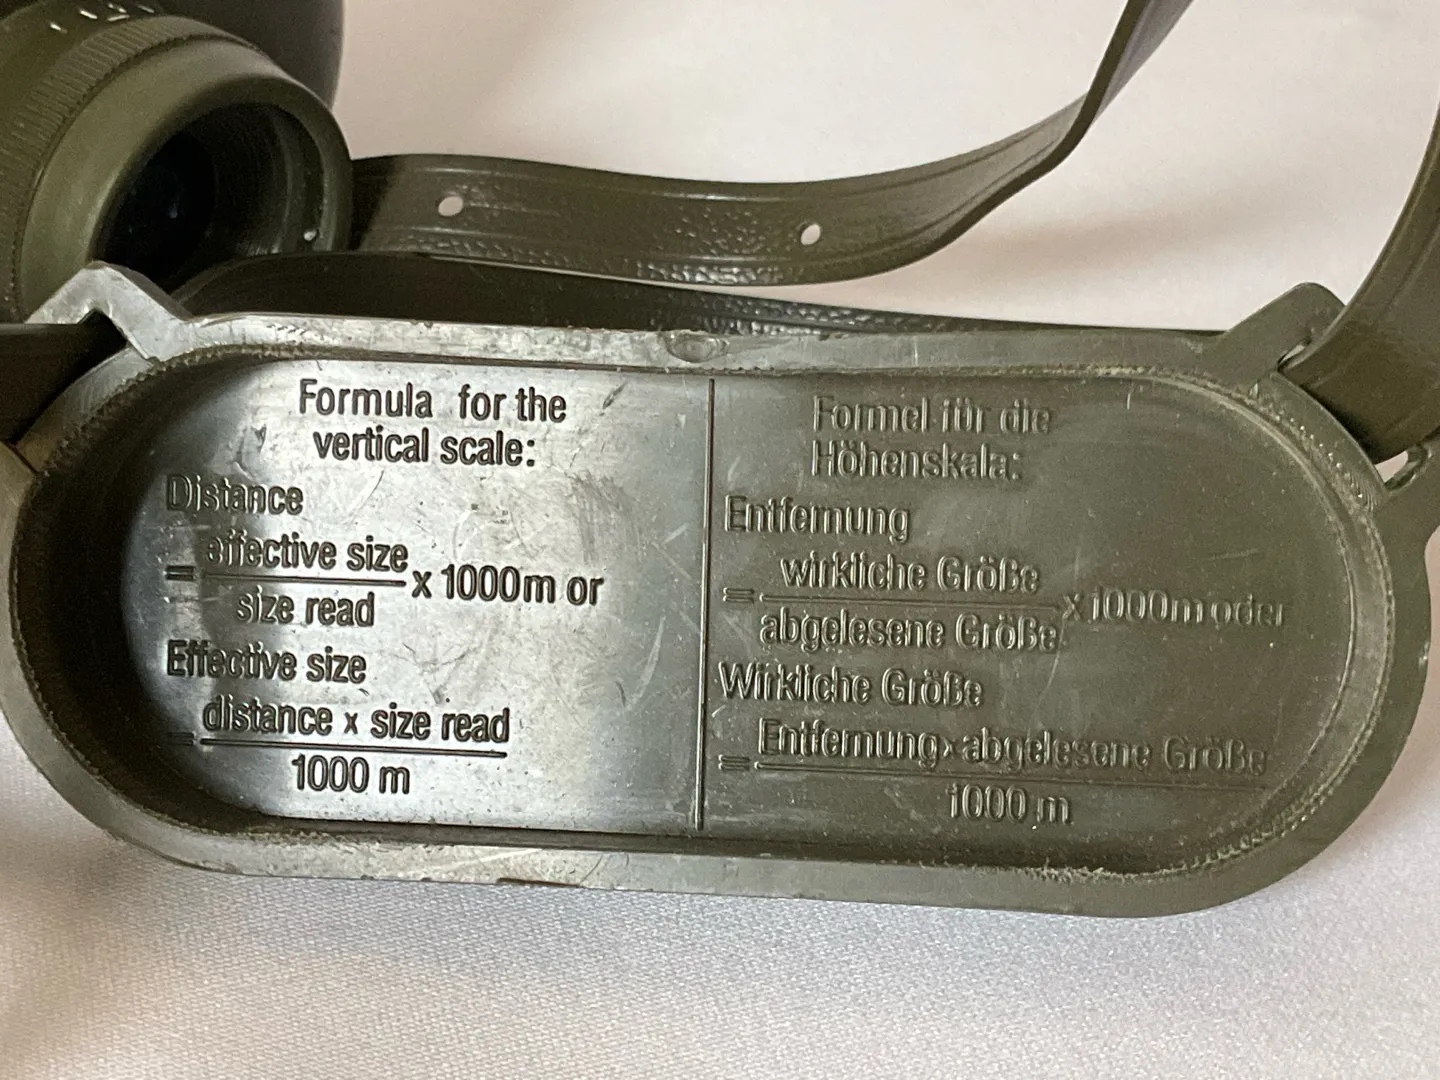 Formula for the
vertical scale:
Distance
= effective size
size read
x 1000m or
Effective size
= distance x size read
1000 m
Formel für die
Höhenskala:
Entfernung
= wirkliche Größe
abgelesene Größe
x 1000m oder
Wirkliche Größe
= Entfernung x abgelesene Größe
1000 m